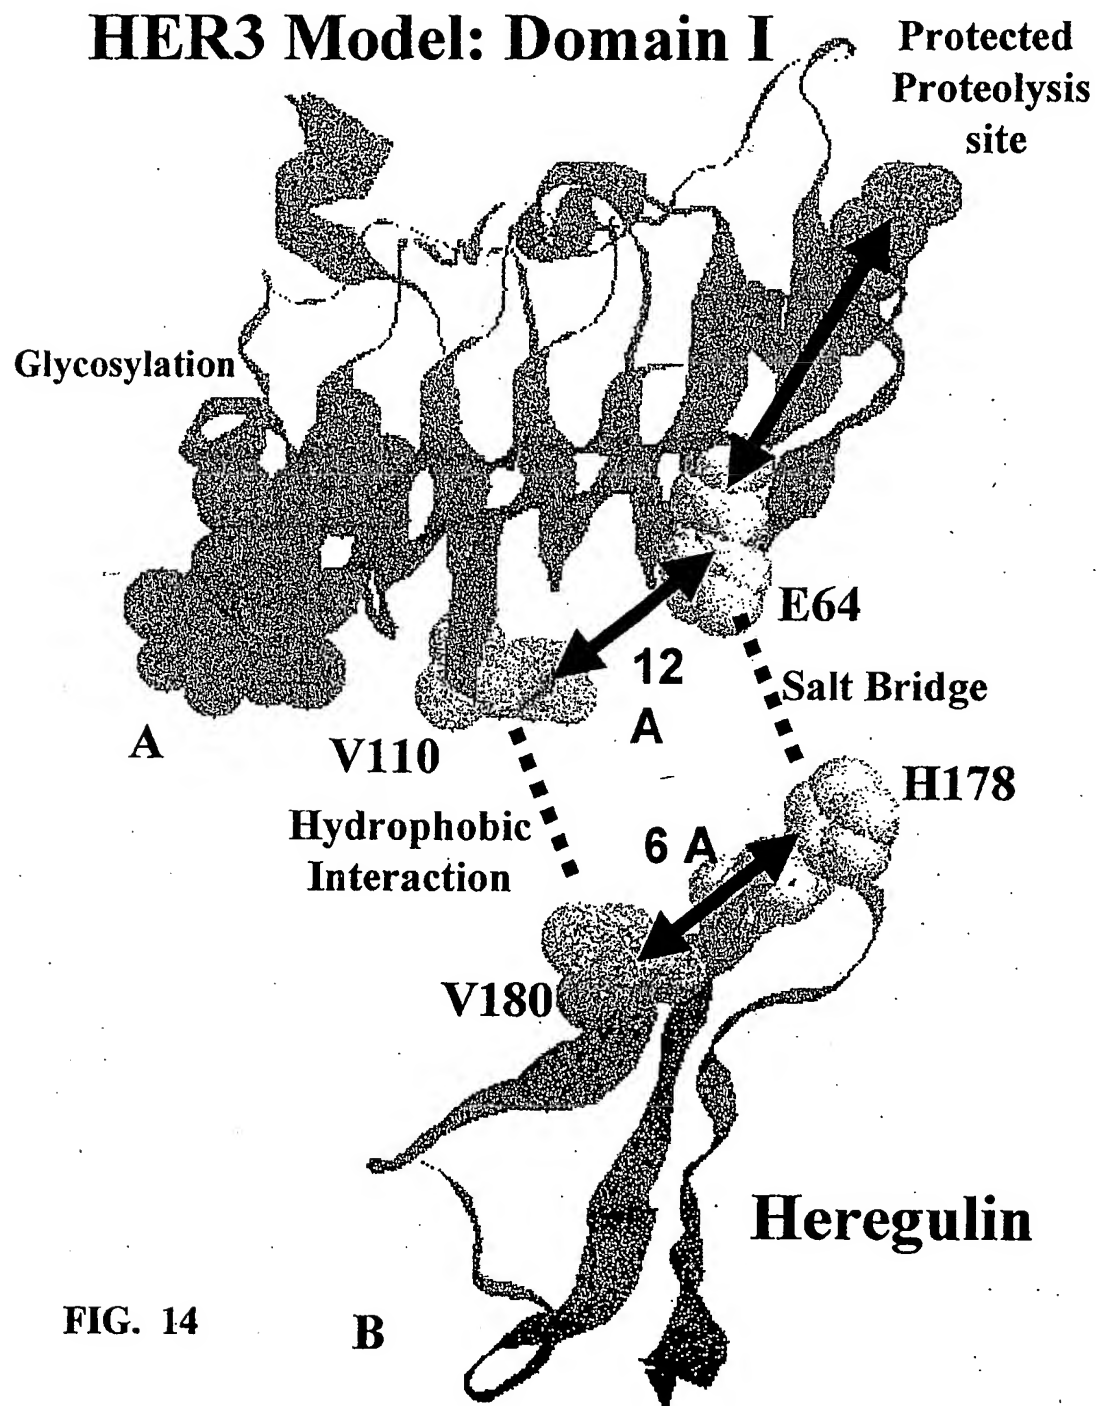 HER3 Model: Domain I
Protected
Proteolysis
site
Glycosylation
E64
12
A
Salt Bridge
A
V110
H178
Hydrophobic
Interaction
6 A
V180
Heregulin
FIG. 14
B